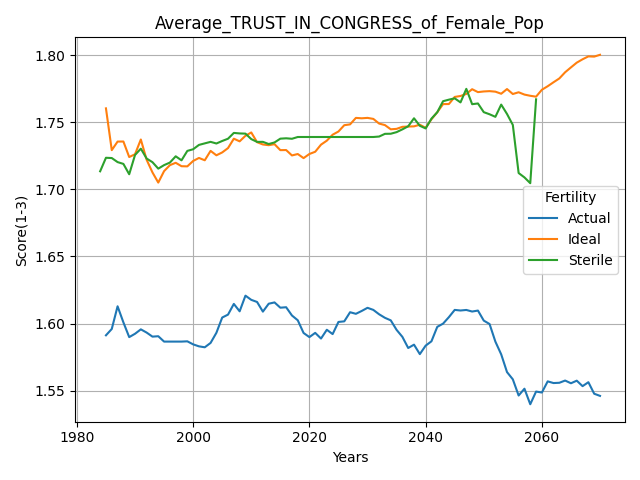 Average_TRUST_IN_CONGRESS_of_Female_Pop
1.80
1.75
1.70
1.65
1.60
1.55
Score(1-3)
Fertility
Actual
Ideal
Sterile
1980
2000
2020
2040
2060
Years